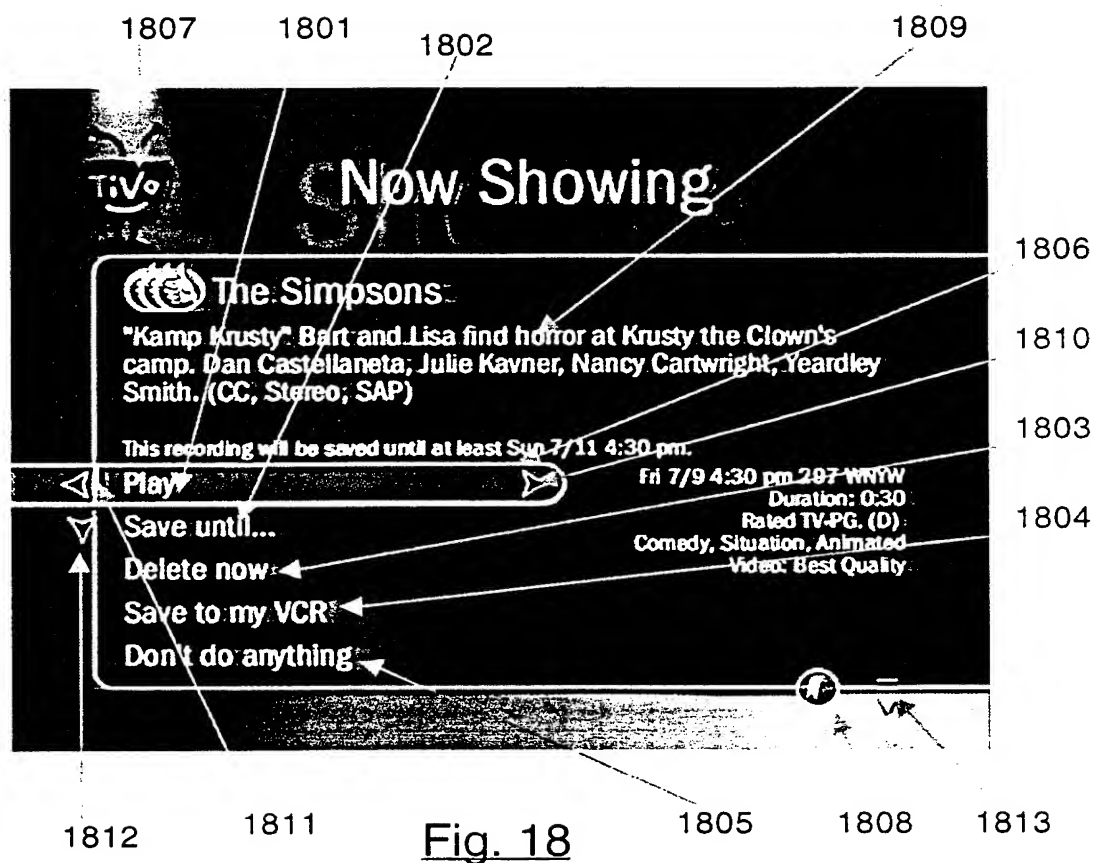 1807 1801 1802 1809
TiVo
Now Showing
The Simpsons
"Kamp Krusty" Bart and Lisa find horror at Krusty the Clown's
camp. Dan Castellaneta, Julie Kavner, Nancy Cartwright, Yeardley
Smith. (CC, Stereo, SAP)
This recording will be saved until at least Sun 7/11 4:30 pm.
Play
Save until...
Delete now
Save to my VCR
Don't do anything
Fri 7/9 4:30 pm 297 WNYW
Duration: 0:30
Rated TV-PG. (D)
Comedy, Situation, Animated
Video: Best Quality
1806
1810
1803
1804
1812 1811 1805 1808 1813
Fig. 18